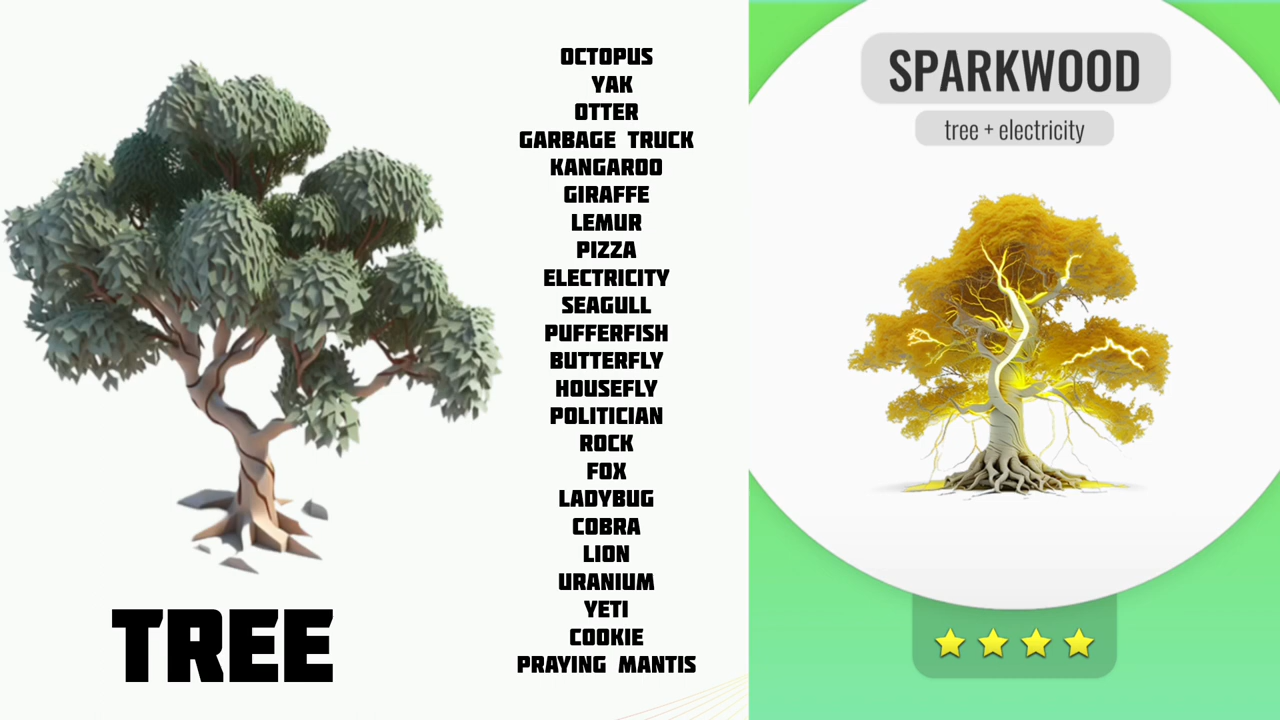 TREE
OCTOPUS
YAK
OTTER
GARBAGE TRUCK
KANGAROO
GIRAFFE
LEMUR
PIZZA
ELECTRICITY
SEAGULL
PUFFERFISH
BUTTERFLY
HOUSEFLY
POLITICIAN
ROCK
FOX
LADYBUG
COBRA
LION
URANIUM
YETI
COOKIE
PRAYING MANTIS
SPARKWOOD
tree + electricity